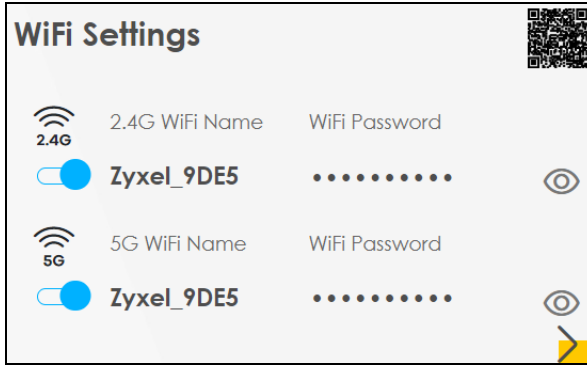 WiFi Settings
2.4G WiFi Name WiFi Password
2.4G
Zyxel_9DE5 ••••••••••
5G WiFi Name WiFi Password
5G
Zyxel_9DE5 ••••••••••